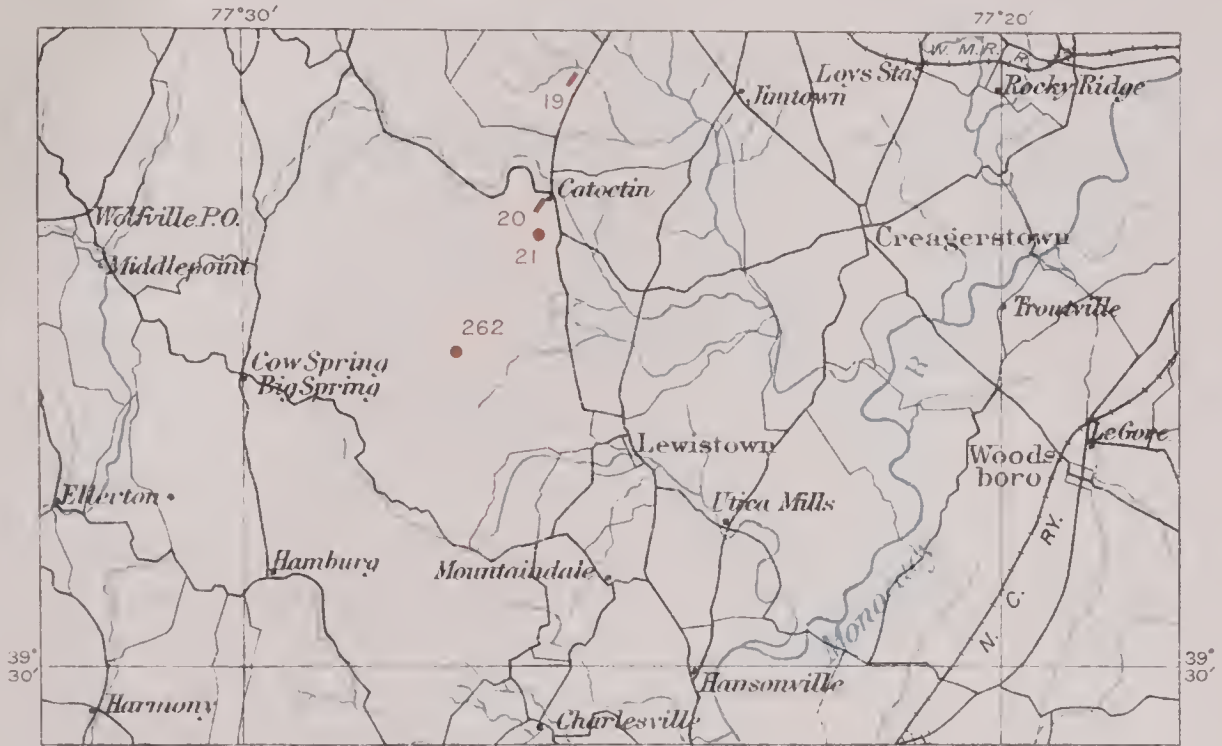 77°30′
77°20′
W. M. R. R.
Loys Sta.
Rocky Ridge
Jimtown
19
Catoctin
20
21
Wolfville P.O.
Creagerstown
Middlepoint
Troutville
262
Cow Spring
Big Spring
R
LeGore
Lewistown
Woods-
boro
Ellerton
Utica Mills
N. C. RY.
Hamburg
Mountaindale
Monocacy
39°
30′
39°
30′
Hansonville
Harmony
Charlesville